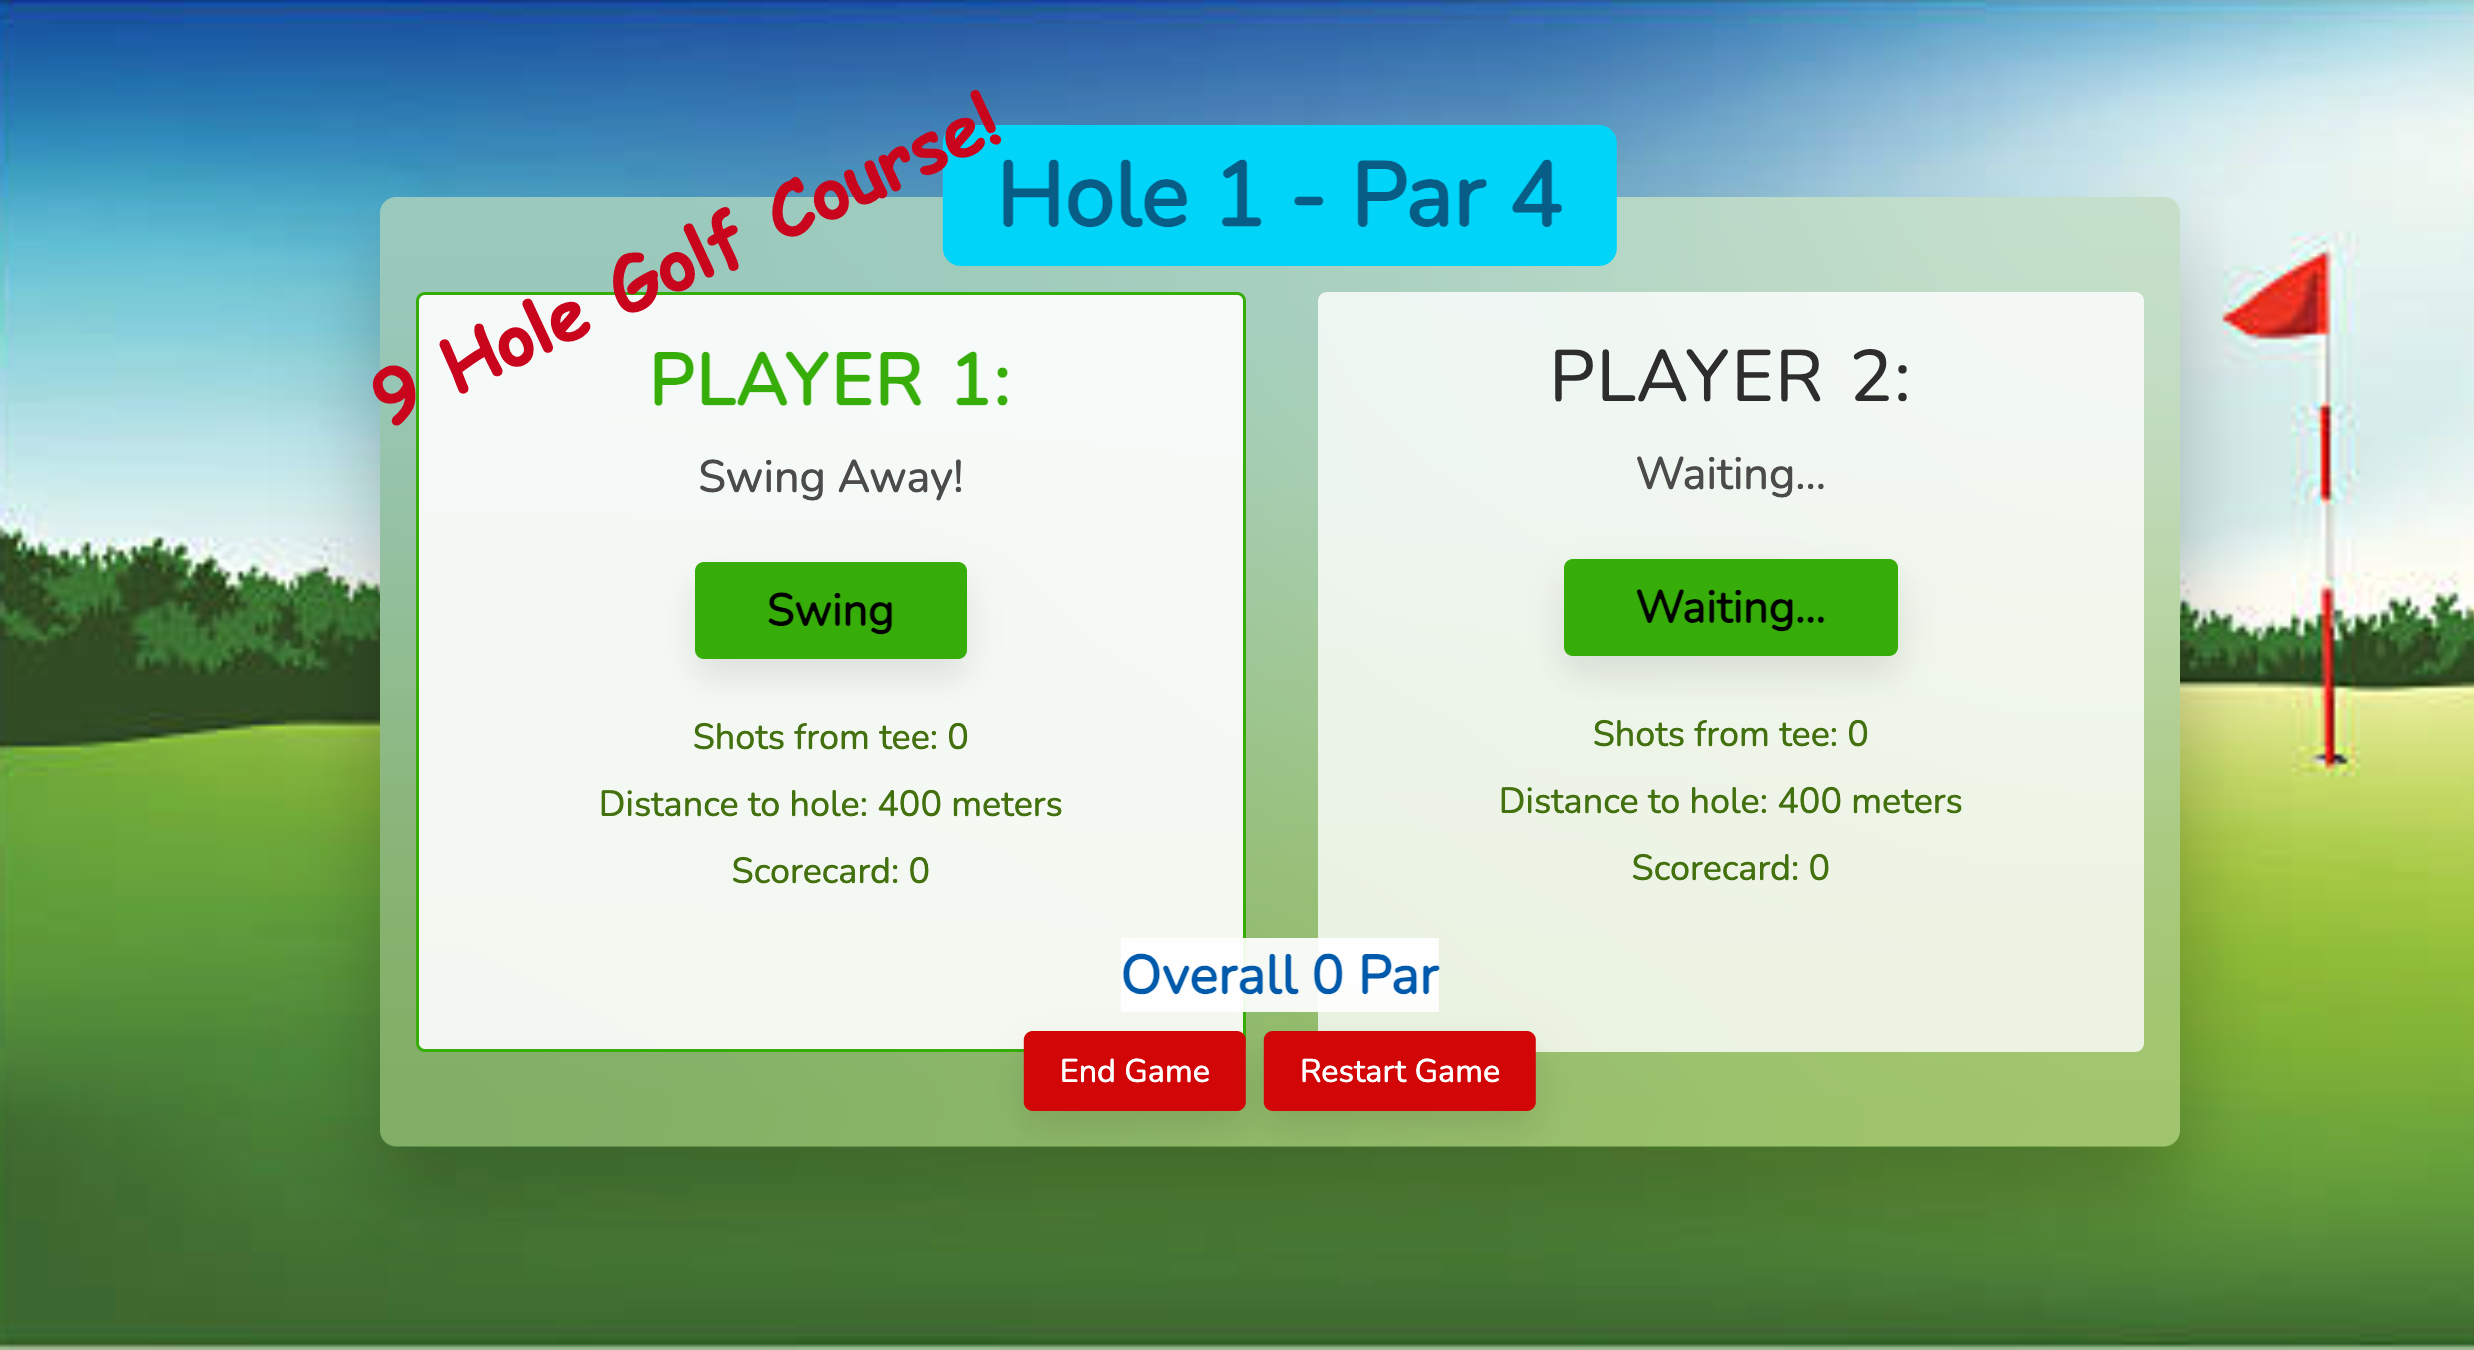 9 Hole Golf Course!
Hole 1 - Par 4
PLAYER 1:
Swing Away!
Swing
Shots from tee: 0
Distance to hole: 400 meters
Scorecard: 0
PLAYER 2:
Waiting...
Waiting...
Shots from tee: 0
Distance to hole: 400 meters
Scorecard: 0
Overall 0 Par
End Game
Restart Game